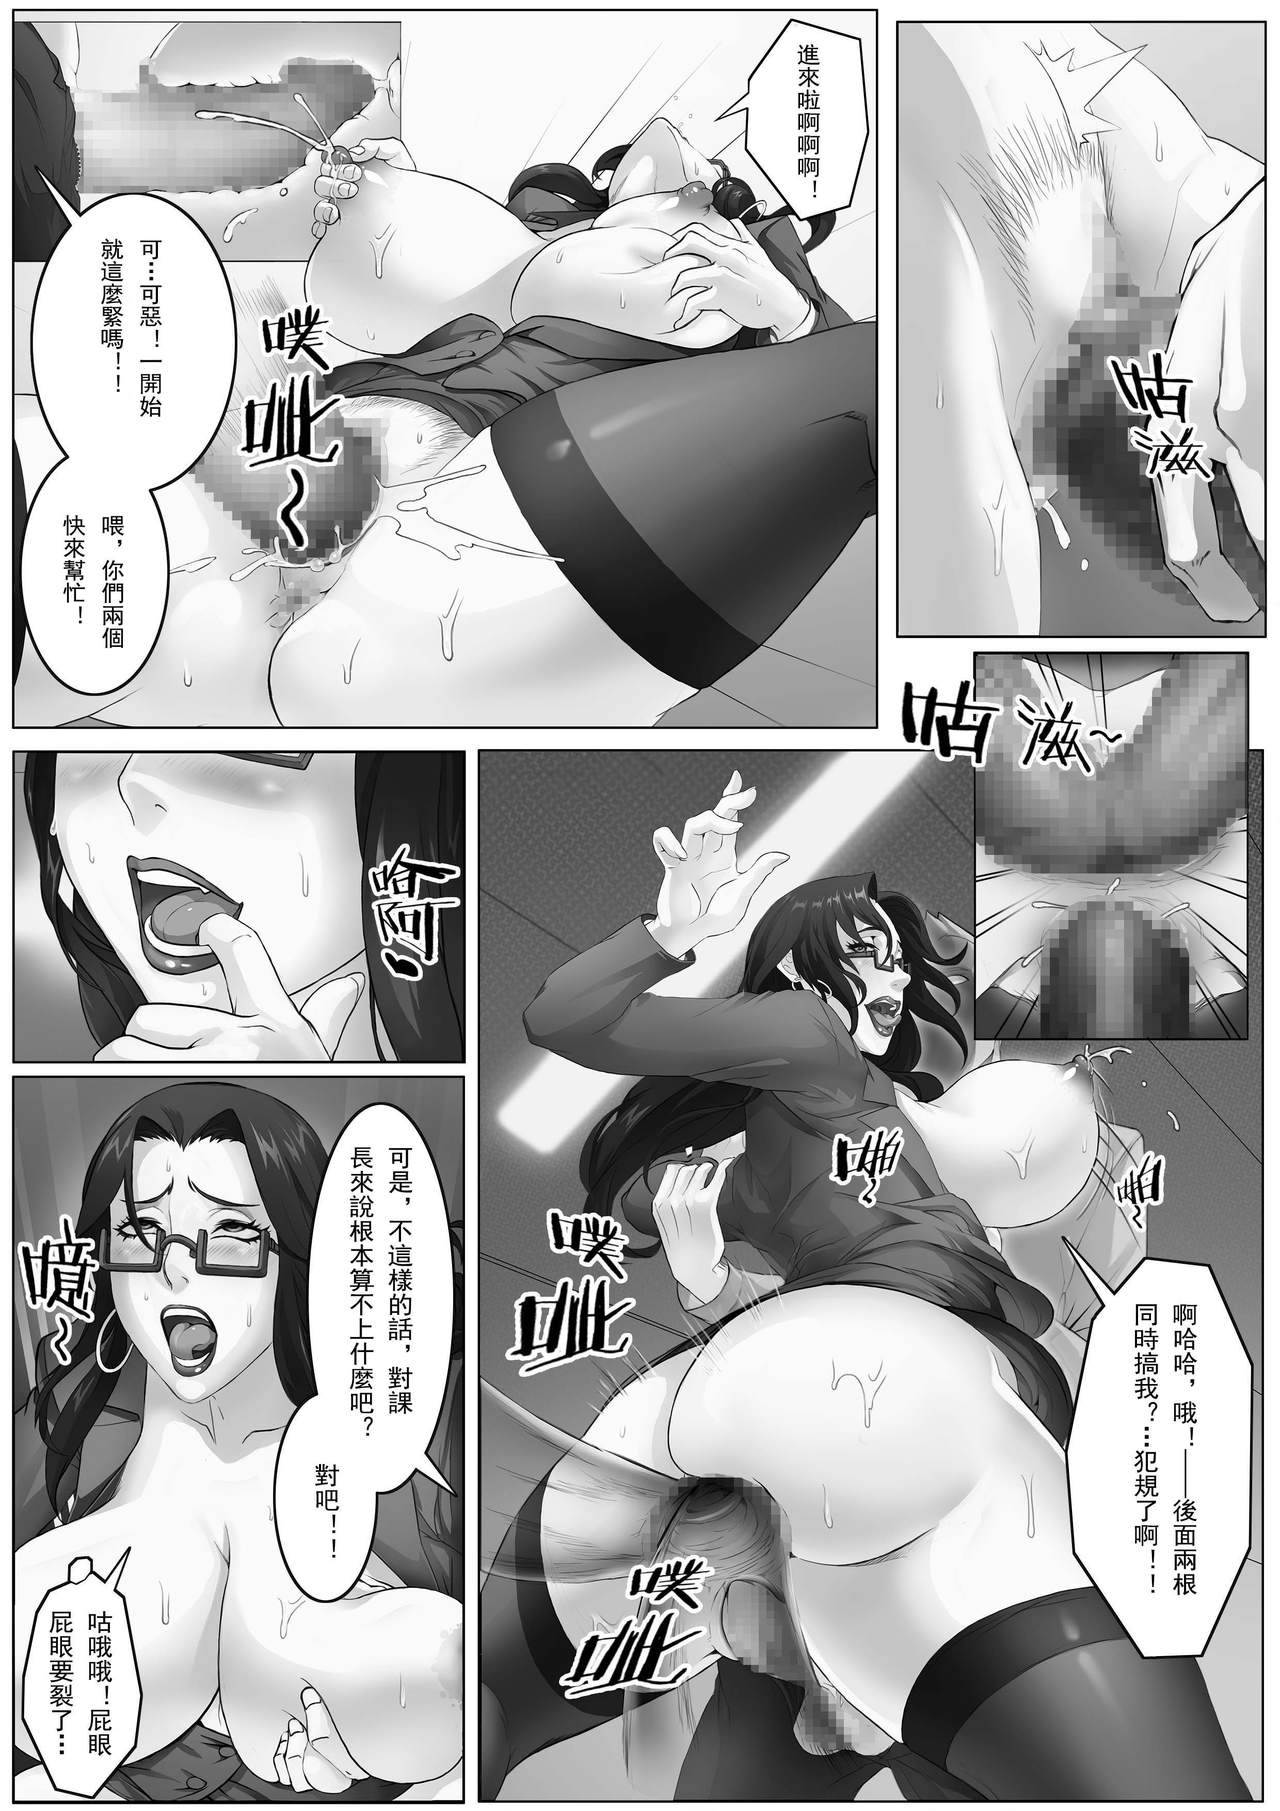 咕
滋
進來啦啊啊啊！
可…可惡！一開始
就這麼緊嗎！！
喂，你們兩個
快來幫忙！
噗
呲～
咕滋～
啊哈哈，哦！——後面兩根
同時搞我？…犯規了啊！！
啪～
啪～
噗
呲
噗
呲
哈
啊
可是，不這樣的話，對課
長來說根本算不上什麼吧？
對吧！！
噫～
咕哦哦！屁眼
屁眼要裂了…